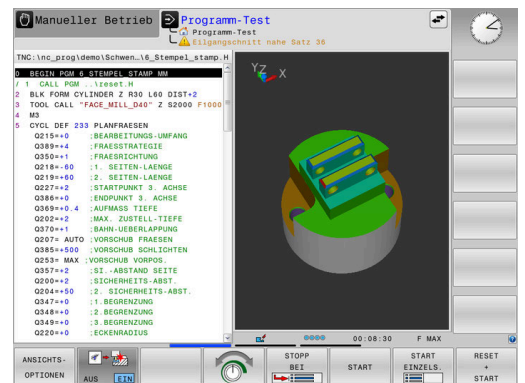 Manueller Betrieb
Programm-Test
Programm-Test
Eilgangschnitt nahe Satz 36
TNC:\nc_prog\demo\Schwen…\6_Stempel_stamp.H
0 BEGIN PGM 6_STEMPEL_STAMP MM
/ 1 CALL PGM ..\reset.H
2 BLK FORM CYLINDER Z R30 L60 DIST+2
3 TOOL CALL "FACE_MILL_D40" Z S2000 F1000
4 M3
5 CYCL DEF 233 PLANFRAESEN
Q215=+0 ;BEARBEITUNGS-UMFANG
Q389=+4 ;FRAESSTRATEGIE
Q350=+1 ;FRAESRICHTUNG
Q218=-60 ;1. SEITEN-LAENGE
Q219=+60 ;2. SEITEN-LAENGE
Q227=+2 ;STARTPUNKT 3. ACHSE
Q386=+0 ;ENDPUNKT 3. ACHSE
Q369=+0.4 ;AUFMASS TIEFE
Q202=+2 ;MAX. ZUSTELL-TIEFE
Q370=+1 ;BAHN-UEBERLAPPUNG
Q207= AUTO ;VORSCHUB FRAESEN
Q385=+500 ;VORSCHUB SCHLICHTEN
Q253= MAX ;VORSCHUB VORPOS.
Q357=+2 ;SI.-ABSTAND SEITE
Q200=+2 ;SICHERHEITS-ABST.
Q204=+50 ;2. SICHERHEITS-ABST.
Q347=+0 ;1.BEGRENZUNG
Q348=+0 ;2.BEGRENZUNG
Q349=+0 ;3.BEGRENZUNG
Q220=+0 ;ECKENRADIUS
Y Z X
00:08:30 F MAX
ANSICHTS-
OPTIONEN
AUS EIN
STOPP
BEI
START
START
EINZELS.
RESET
+
START